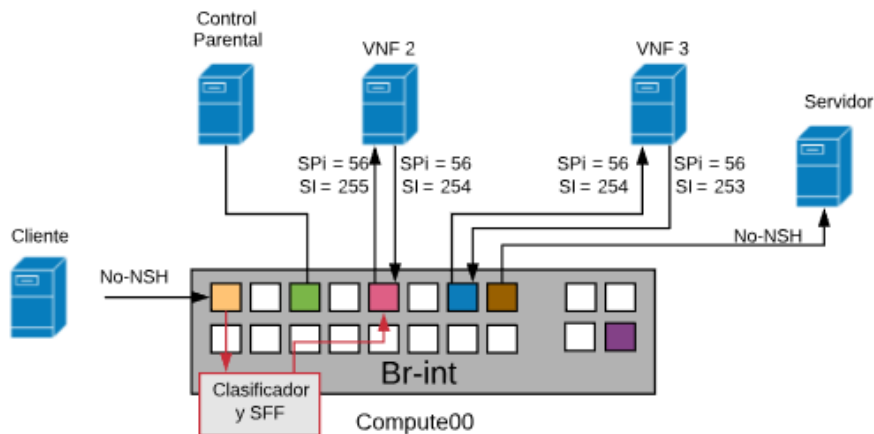 Control
Parental
VNF 2
VNF 3
Servidor
SPi = 56
SI = 255
SPi = 56
SI = 254
SPi = 56
SI = 254
SPi = 56
SI = 253
Cliente
No-NSH
No-NSH
Br-int
Clasificador
y SFF
Compute00